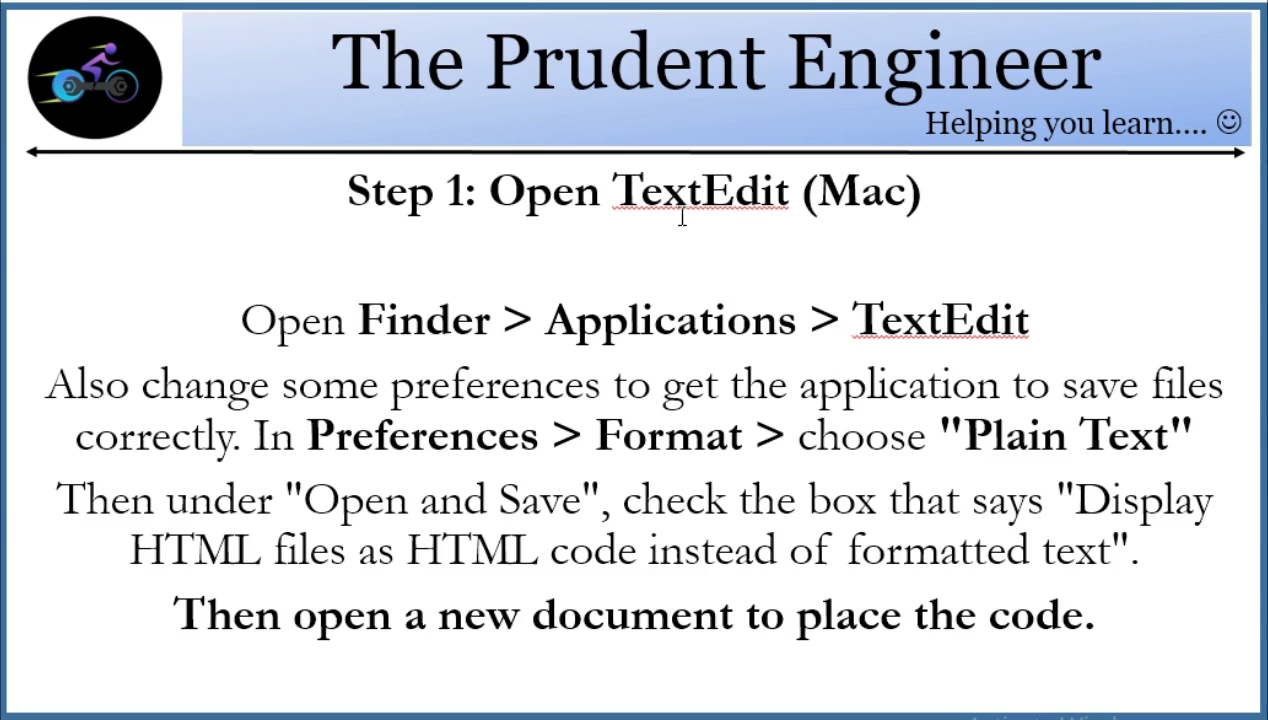 The Prudent Engineer
Helping you learn.... ☺
Step 1: Open TextEdit (Mac)
Open Finder > Applications > TextEdit
Also change some preferences to get the application to save files
correctly. In Preferences > Format > choose "Plain Text"
Then under "Open and Save", check the box that says "Display
HTML files as HTML code instead of formatted text".
Then open a new document to place the code.